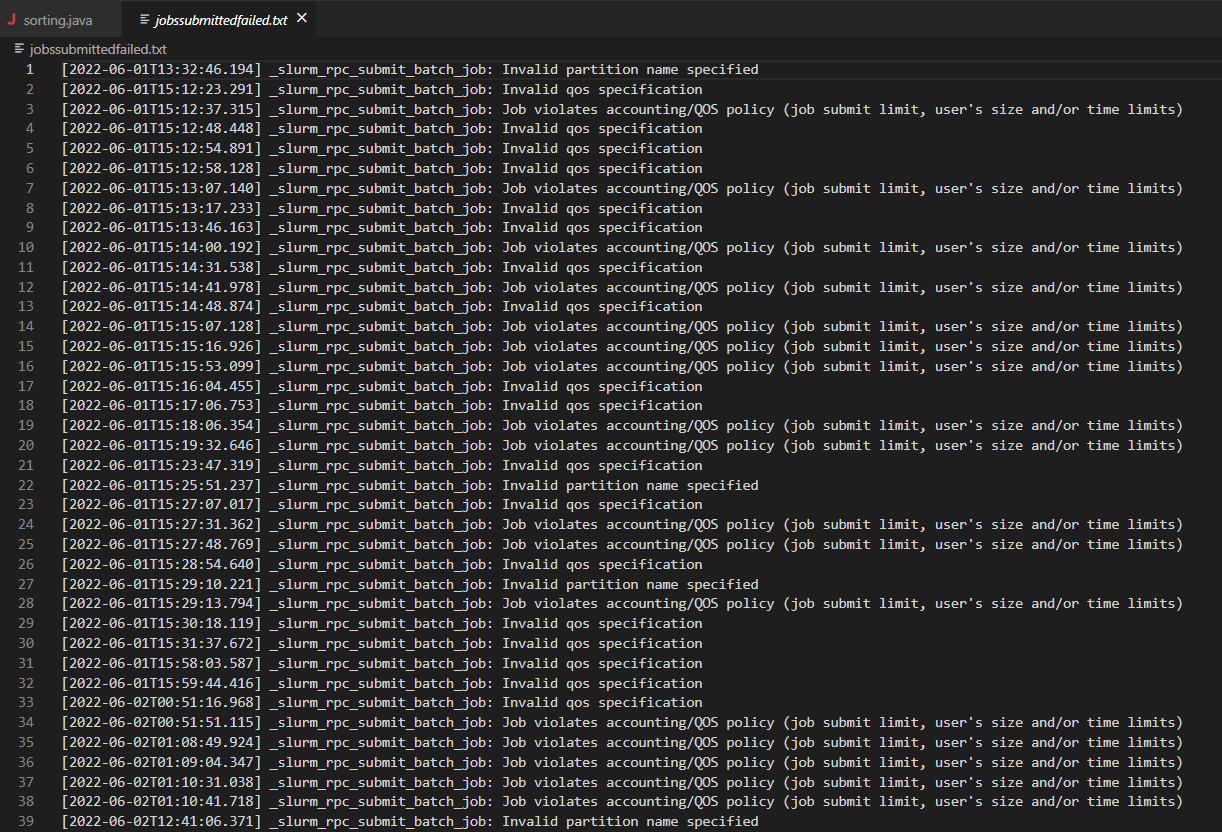 J sorting.java jobssubmittedfailed.txt ×
jobssubmittedfailed.txt
1 [2022-06-01T13:32:46.194] _slurm_rpc_submit_batch_job: Invalid partition name specified
2 [2022-06-01T15:12:23.291] _slurm_rpc_submit_batch_job: Invalid qos specification
3 [2022-06-01T15:12:37.315] _slurm_rpc_submit_batch_job: Job violates accounting/QOS policy (job submit limit, user's size and/or time limits)
4 [2022-06-01T15:12:48.448] _slurm_rpc_submit_batch_job: Invalid qos specification
5 [2022-06-01T15:12:54.891] _slurm_rpc_submit_batch_job: Invalid qos specification
6 [2022-06-01T15:12:58.128] _slurm_rpc_submit_batch_job: Invalid qos specification
7 [2022-06-01T15:13:07.140] _slurm_rpc_submit_batch_job: Job violates accounting/QOS policy (job submit limit, user's size and/or time limits)
8 [2022-06-01T15:13:17.233] _slurm_rpc_submit_batch_job: Invalid qos specification
9 [2022-06-01T15:13:46.163] _slurm_rpc_submit_batch_job: Invalid qos specification
10 [2022-06-01T15:14:00.192] _slurm_rpc_submit_batch_job: Job violates accounting/QOS policy (job submit limit, user's size and/or time limits)
11 [2022-06-01T15:14:31.538] _slurm_rpc_submit_batch_job: Invalid qos specification
12 [2022-06-01T15:14:41.978] _slurm_rpc_submit_batch_job: Job violates accounting/QOS policy (job submit limit, user's size and/or time limits)
13 [2022-06-01T15:14:48.874] _slurm_rpc_submit_batch_job: Invalid qos specification
14 [2022-06-01T15:15:07.128] _slurm_rpc_submit_batch_job: Job violates accounting/QOS policy (job submit limit, user's size and/or time limits)
15 [2022-06-01T15:15:16.926] _slurm_rpc_submit_batch_job: Job violates accounting/QOS policy (job submit limit, user's size and/or time limits)
16 [2022-06-01T15:15:53.099] _slurm_rpc_submit_batch_job: Job violates accounting/QOS policy (job submit limit, user's size and/or time limits)
17 [2022-06-01T15:16:04.455] _slurm_rpc_submit_batch_job: Invalid qos specification
18 [2022-06-01T15:17:06.753] _slurm_rpc_submit_batch_job: Invalid qos specification
19 [2022-06-01T15:18:06.354] _slurm_rpc_submit_batch_job: Job violates accounting/QOS policy (job submit limit, user's size and/or time limits)
20 [2022-06-01T15:19:32.646] _slurm_rpc_submit_batch_job: Job violates accounting/QOS policy (job submit limit, user's size and/or time limits)
21 [2022-06-01T15:23:47.319] _slurm_rpc_submit_batch_job: Invalid qos specification
22 [2022-06-01T15:25:51.237] _slurm_rpc_submit_batch_job: Invalid partition name specified
23 [2022-06-01T15:27:07.017] _slurm_rpc_submit_batch_job: Invalid qos specification
24 [2022-06-01T15:27:31.362] _slurm_rpc_submit_batch_job: Job violates accounting/QOS policy (job submit limit, user's size and/or time limits)
25 [2022-06-01T15:27:48.769] _slurm_rpc_submit_batch_job: Job violates accounting/QOS policy (job submit limit, user's size and/or time limits)
26 [2022-06-01T15:28:54.640] _slurm_rpc_submit_batch_job: Invalid qos specification
27 [2022-06-01T15:29:10.221] _slurm_rpc_submit_batch_job: Invalid partition name specified
28 [2022-06-01T15:29:13.794] _slurm_rpc_submit_batch_job: Job violates accounting/QOS policy (job submit limit, user's size and/or time limits)
29 [2022-06-01T15:30:18.119] _slurm_rpc_submit_batch_job: Invalid qos specification
30 [2022-06-01T15:31:37.672] _slurm_rpc_submit_batch_job: Invalid qos specification
31 [2022-06-01T15:58:03.587] _slurm_rpc_submit_batch_job: Invalid qos specification
32 [2022-06-01T15:59:44.416] _slurm_rpc_submit_batch_job: Invalid qos specification
33 [2022-06-02T00:51:16.968] _slurm_rpc_submit_batch_job: Invalid qos specification
34 [2022-06-02T00:51:51.115] _slurm_rpc_submit_batch_job: Job violates accounting/QOS policy (job submit limit, user's size and/or time limits)
35 [2022-06-02T01:08:49.924] _slurm_rpc_submit_batch_job: Job violates accounting/QOS policy (job submit limit, user's size and/or time limits)
36 [2022-06-02T01:09:04.347] _slurm_rpc_submit_batch_job: Job violates accounting/QOS policy (job submit limit, user's size and/or time limits)
37 [2022-06-02T01:10:31.038] _slurm_rpc_submit_batch_job: Job violates accounting/QOS policy (job submit limit, user's size and/or time limits)
38 [2022-06-02T01:10:41.718] _slurm_rpc_submit_batch_job: Job violates accounting/QOS policy (job submit limit, user's size and/or time limits)
39 [2022-06-02T12:41:06.371] _slurm_rpc_submit_batch_job: Invalid partition name specified